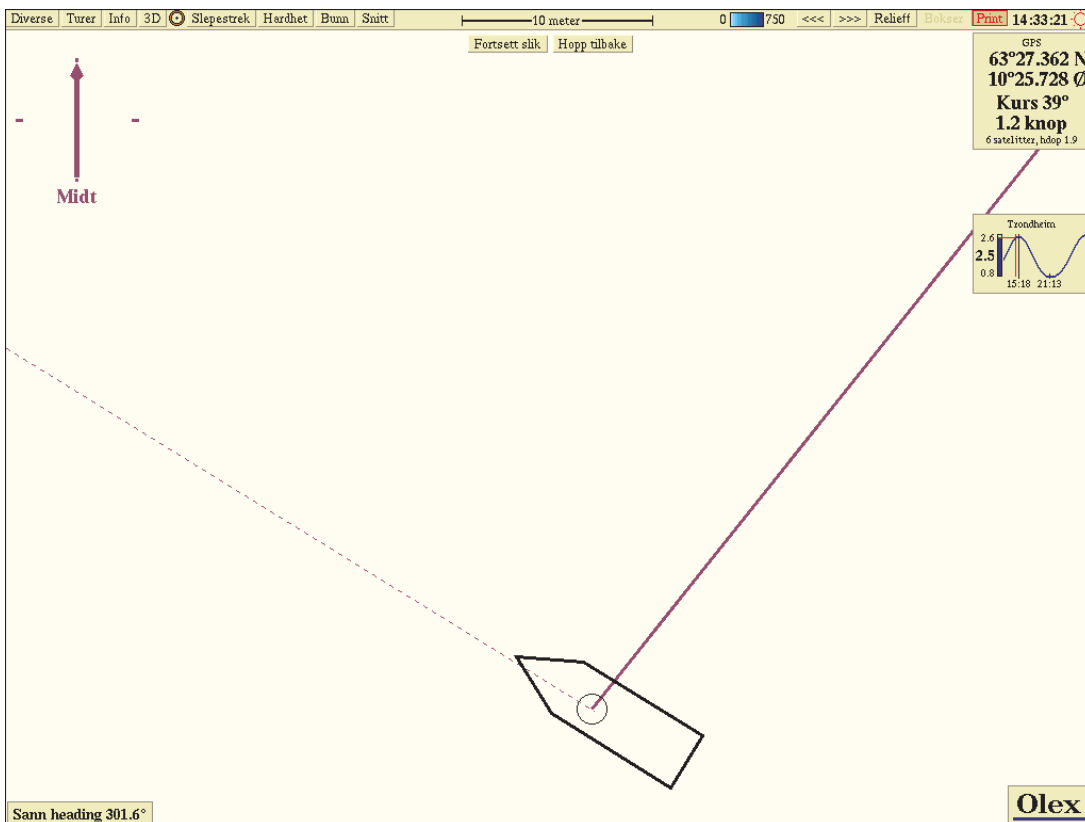 Diverse Turer Info 3D Slepestrek Hardhet Bunn Snitt 10 meter 0 750 <<< >>> Relieff Bokser Print 14:33:21
Fortsett slik Hopp tilbake
GPS
63°27.362 N
10°25.728 Ø
Kurs 39°
1.2 knop
6 satelitter, hdop 1.9
Midt
Trondheim
2.6
2.5
0.8
15:18 21:13
Sann heading 301.6°
Olex